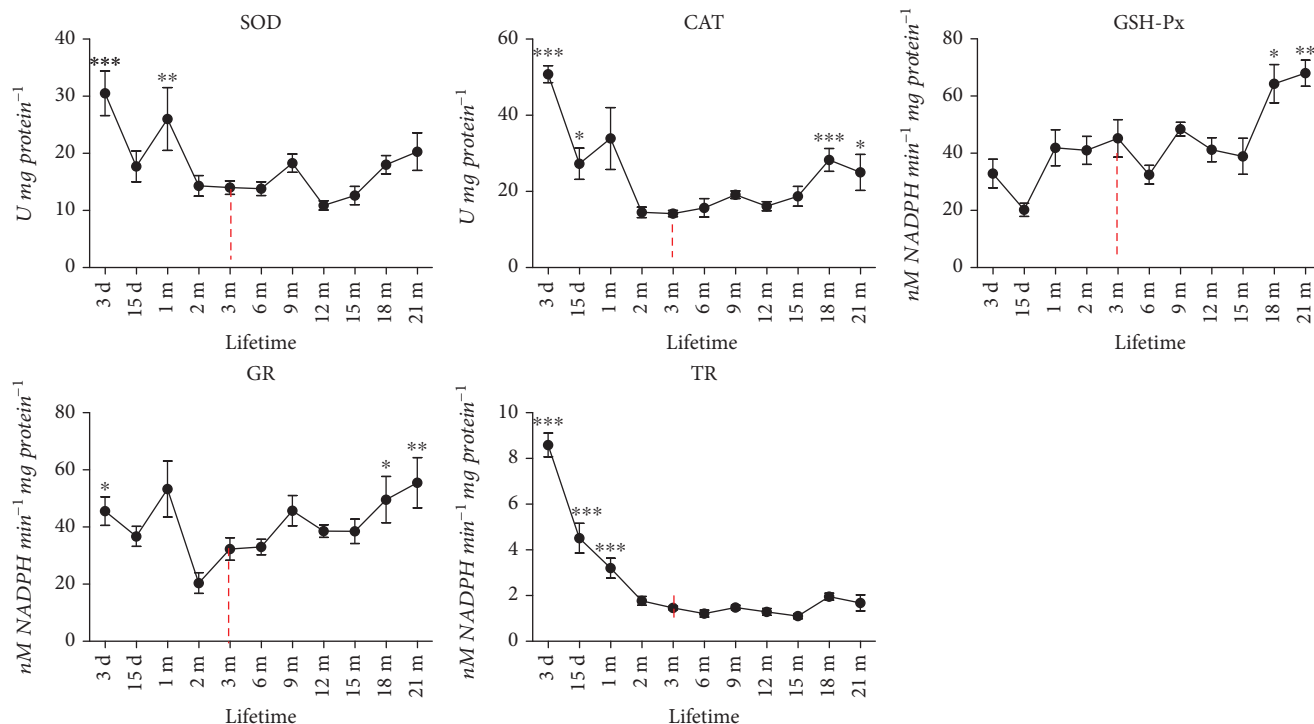 SOD
U mg protein⁻¹
40
30
20
10
0
***
**
3 d
15 d
1 m
2 m
3 m
6 m
9 m
12 m
15 m
18 m
21 m
Lifetime
CAT
U mg protein⁻¹
60
40
20
0
***
*
***
*
3 d
15 d
1 m
2 m
3 m
6 m
9 m
12 m
15 m
18 m
21 m
Lifetime
GSH-Px
nM NADPH min⁻¹ mg protein⁻¹
80
60
40
20
0
*
**
3 d
15 d
1 m
2 m
3 m
6 m
9 m
12 m
15 m
18 m
21 m
Lifetime
GR
nM NADPH min⁻¹ mg protein⁻¹
80
60
40
20
0
*
*
**
3 d
15 d
1 m
2 m
3 m
6 m
9 m
12 m
15 m
18 m
21 m
Lifetime
TR
nM NADPH min⁻¹ mg protein⁻¹
10
8
6
4
2
0
***
***
***
3 d
15 d
1 m
2 m
3 m
6 m
9 m
12 m
15 m
18 m
21 m
Lifetime